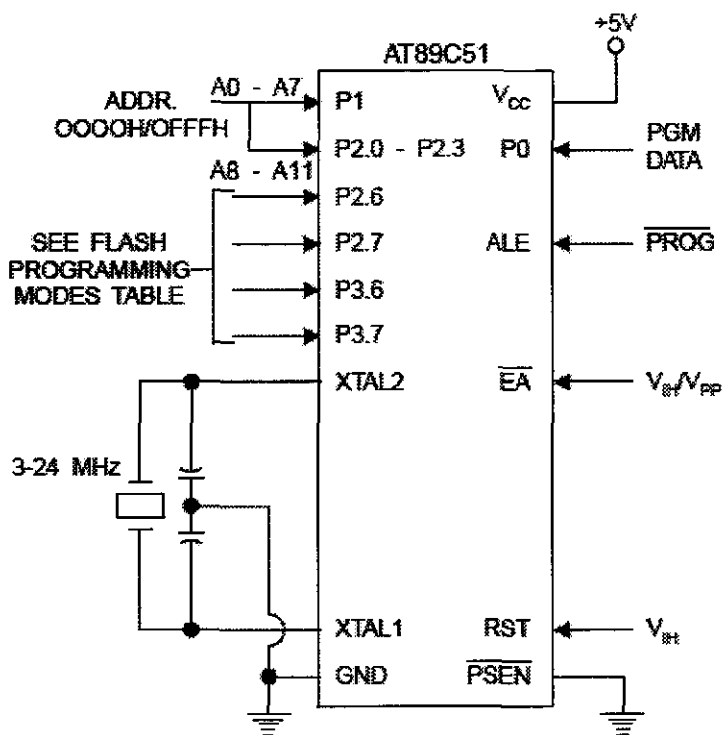 +5V
AT89C51
A0 - A7
ADDR.
OOOOH/OFFFH
P1
VCC
P2.0 - P2.3
P0
PGM
DATA
A8 - A11
P2.6
SEE FLASH
PROGRAMMING
MODES TABLE
P2.7
ALE
PROG
P3.6
P3.7
XTAL2
EA
VIH/VPP
3-24 MHz
XTAL1
RST
VIH
GND
PSEN